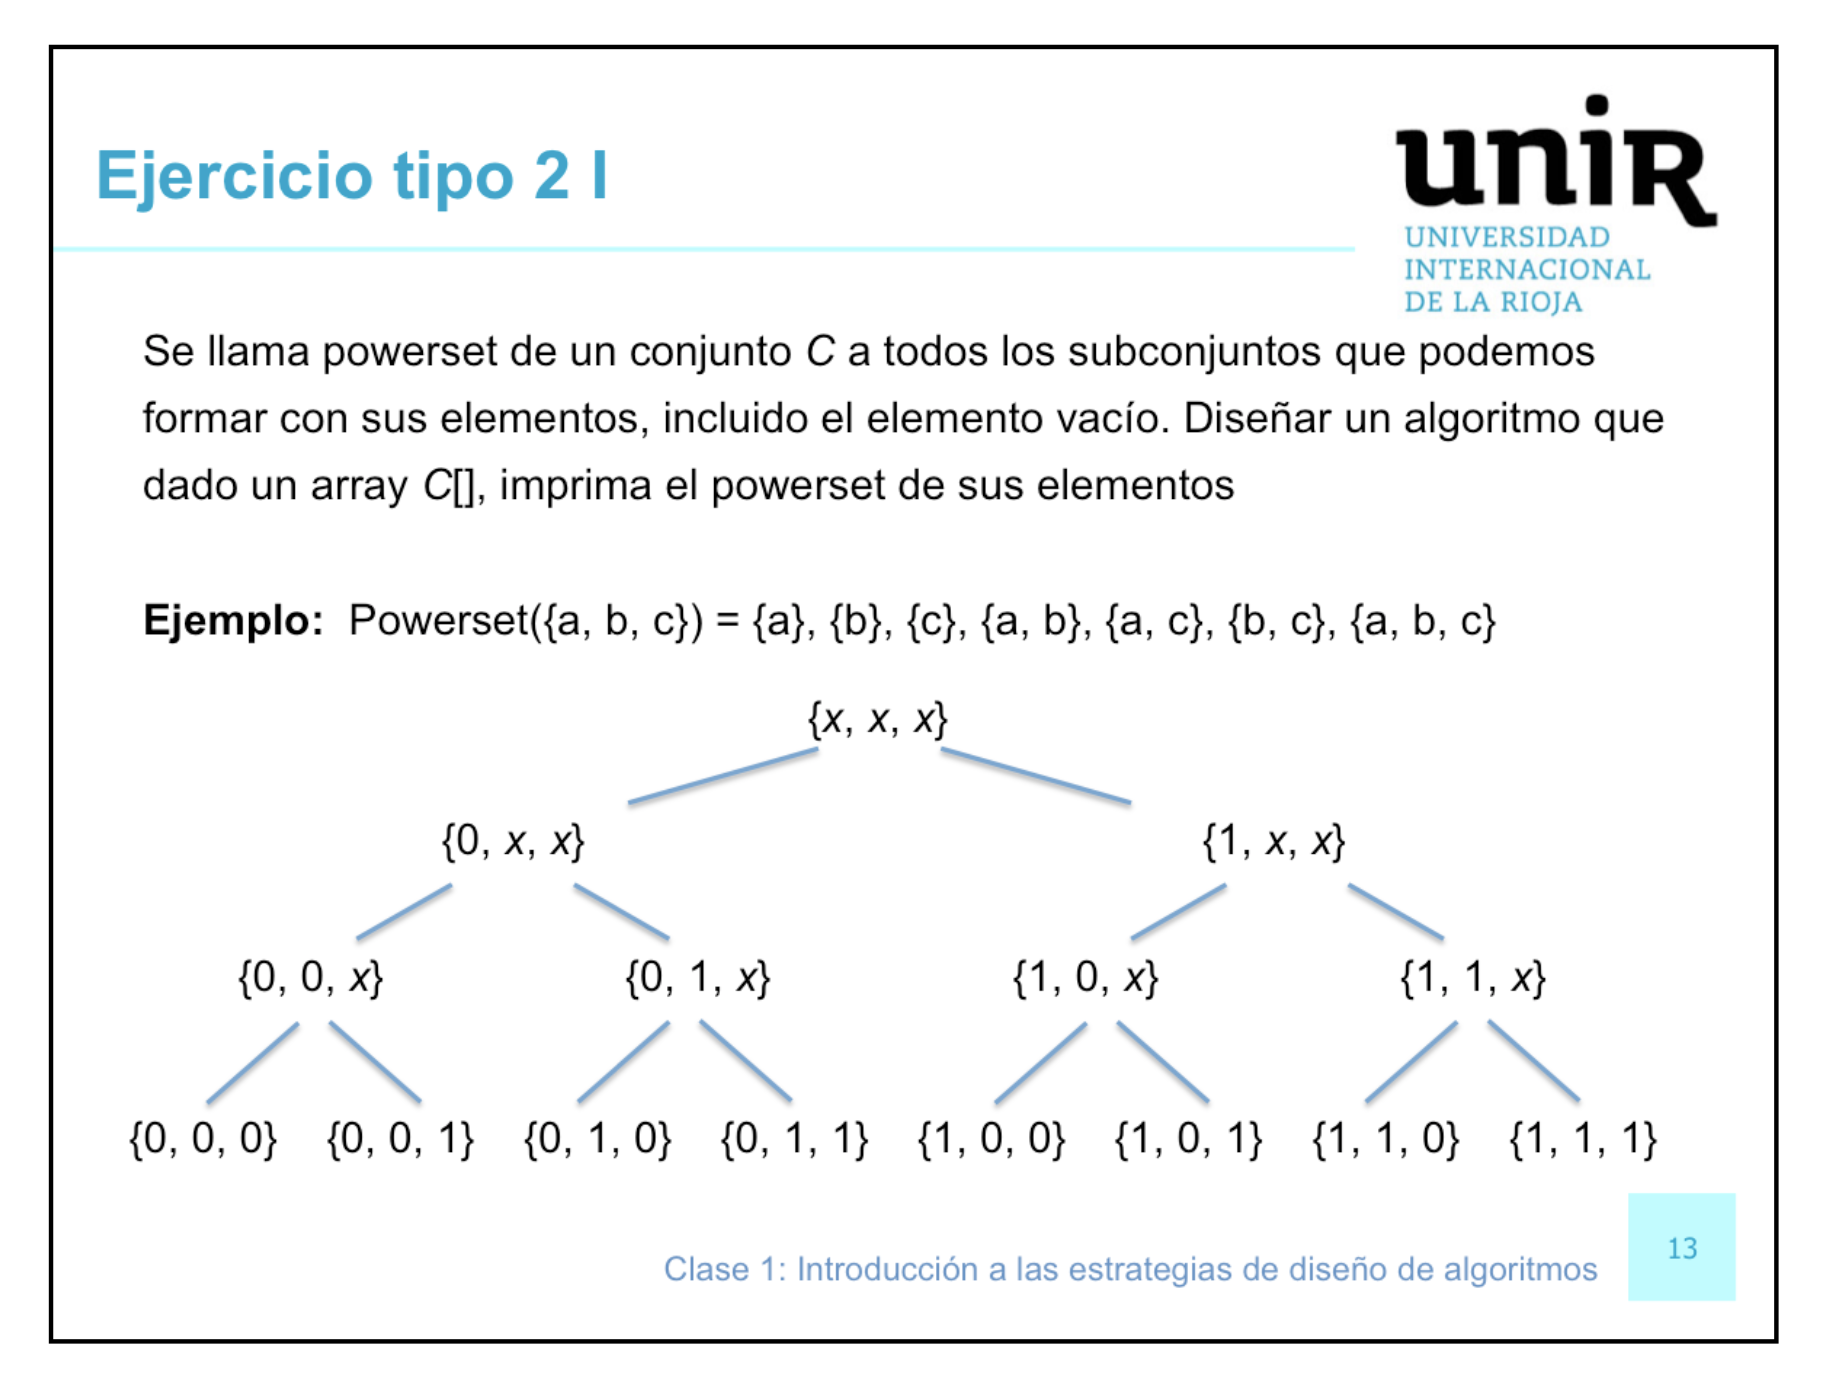 Ejercicio tipo 2 I
unir
UNIVERSIDAD
INTERNACIONAL
DE LA RIOJA
Se llama powerset de un conjunto C a todos los subconjuntos que podemos
formar con sus elementos, incluido el elemento vacío. Diseñar un algoritmo que
dado un array C[], imprima el powerset de sus elementos
Ejemplo: Powerset({a, b, c}) = {a}, {b}, {c}, {a, b}, {a, c}, {b, c}, {a, b, c}
{x, x, x}
{0, x, x} {1, x, x}
{0, 0, x} {0, 1, x} {1, 0, x} {1, 1, x}
{0, 0, 0} {0, 0, 1} {0, 1, 0} {0, 1, 1} {1, 0, 0} {1, 0, 1} {1, 1, 0} {1, 1, 1}
Clase 1: Introducción a las estrategias de diseño de algoritmos
13